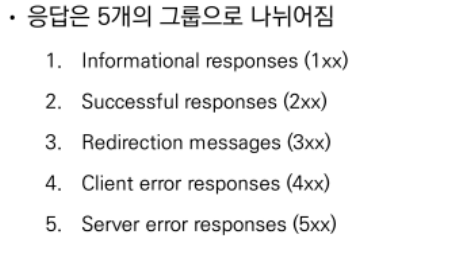 • 응답은 5개의 그룹으로 나뉘어짐
1. Informational responses (1xx)
2. Successful responses (2xx)
3. Redirection messages (3xx)
4. Client error responses (4xx)
5. Server error responses (5xx)